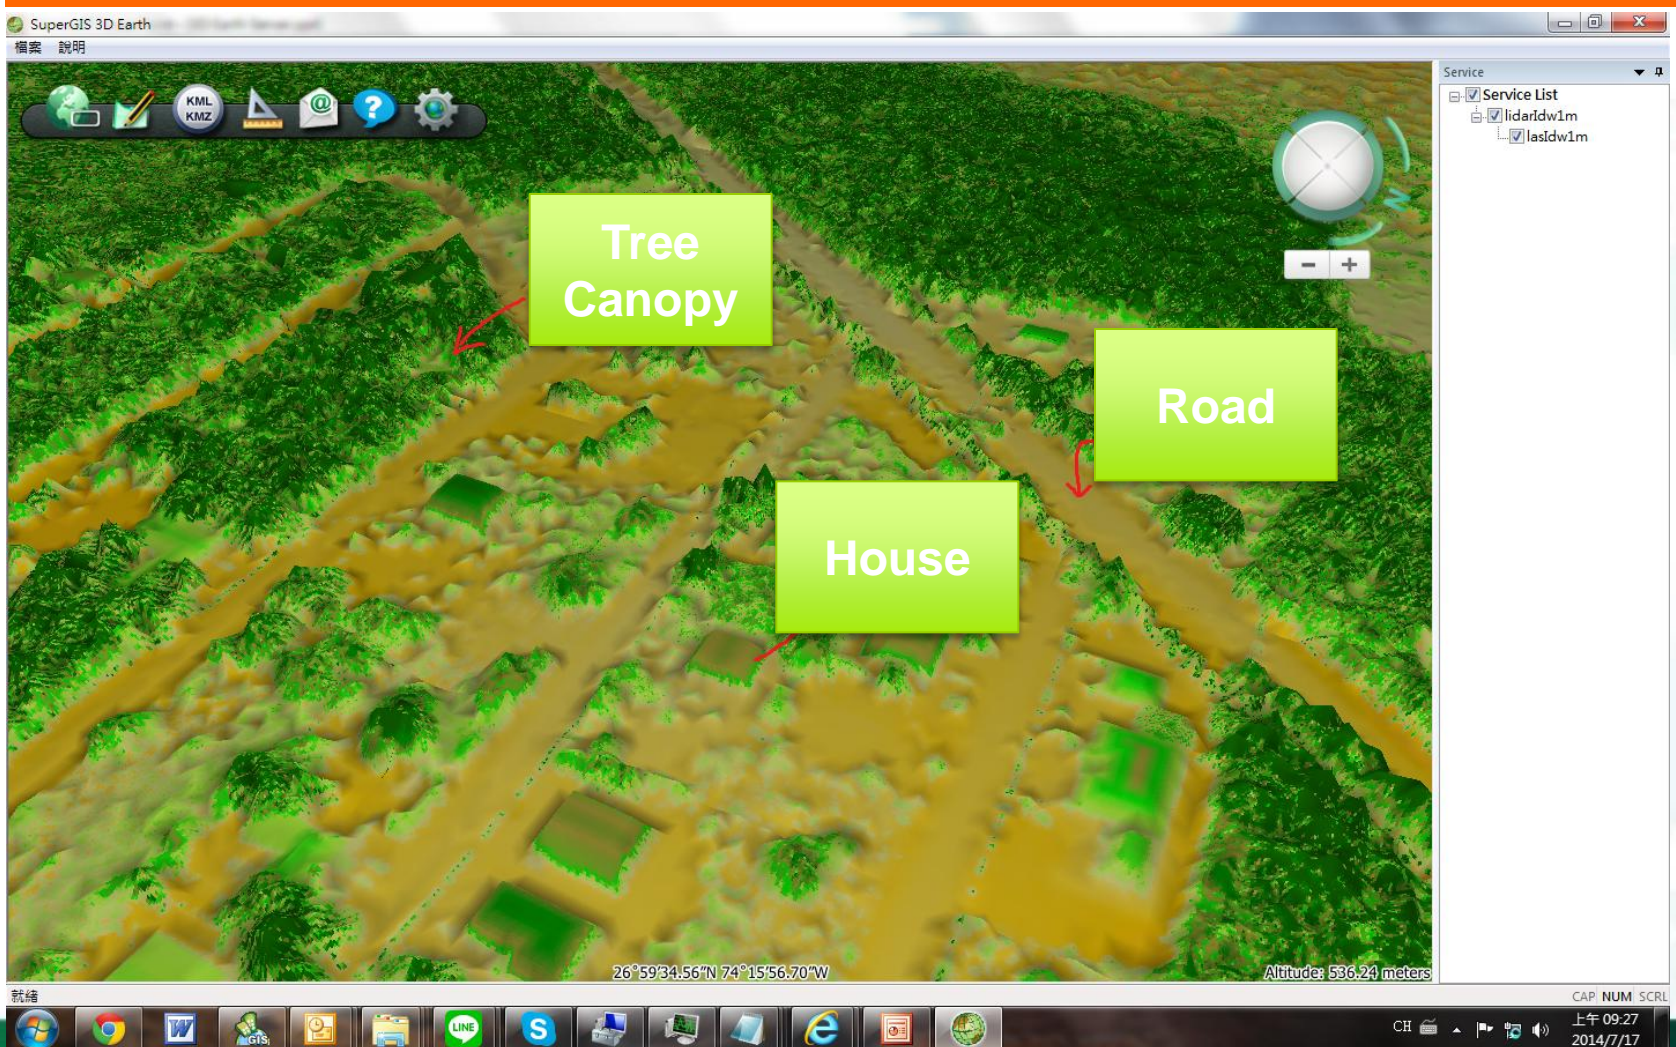 SuperGIS 3D Earth
檔案 說明
KML
KMZ
Service
Service List
lidarIdw1m
lasIdw1m
N
Tree
Canopy
Road
House
26°59'34.56"N 74°15'56.70"W
Altitude: 536.24 meters
就緒
CAP NUM SCRL
GIS
LINE
CH
上午 09:27
2014/7/17